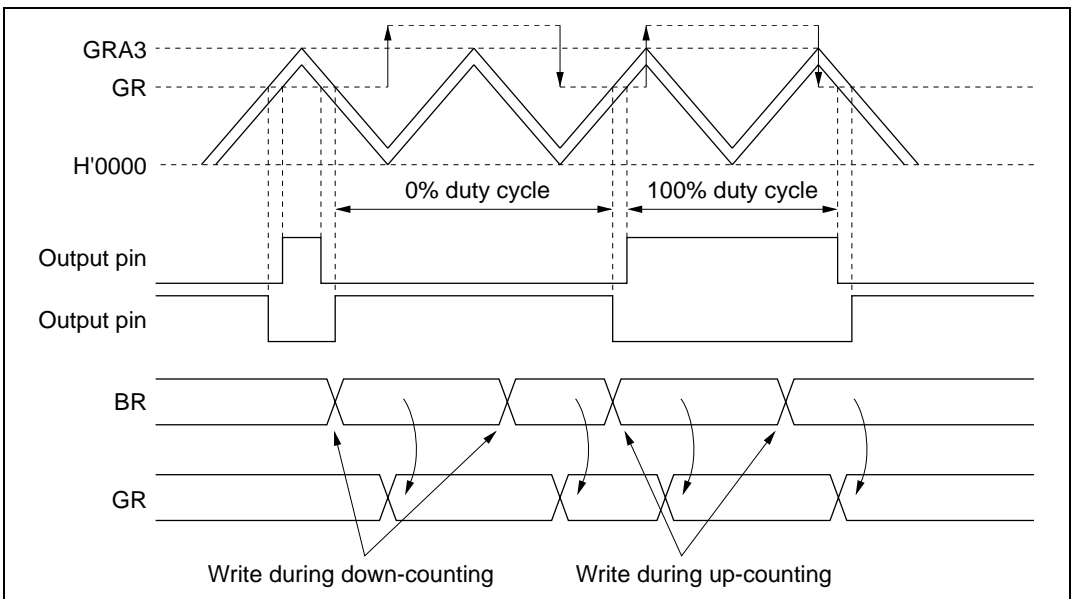 GRA3
GR
H'0000
0% duty cycle
100% duty cycle
Output pin
Output pin
BR
GR
Write during down-counting
Write during up-counting